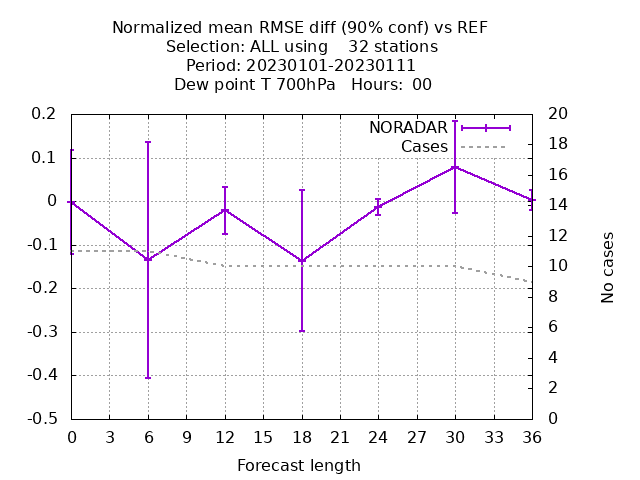 Normalized mean RMSE diff (90% conf) vs REF
Selection: ALL using    32 stations
Period: 20230101-20230111
Dew point T 700hPa   Hours: 00
NORADAR
Cases
0.2
0.1
0
-0.1
-0.2
-0.3
-0.4
-0.5
20
18
16
14
12
10
8
6
4
2
0
No cases
0 3 6 9 12 15 18 21 24 27 30 33 36
Forecast length